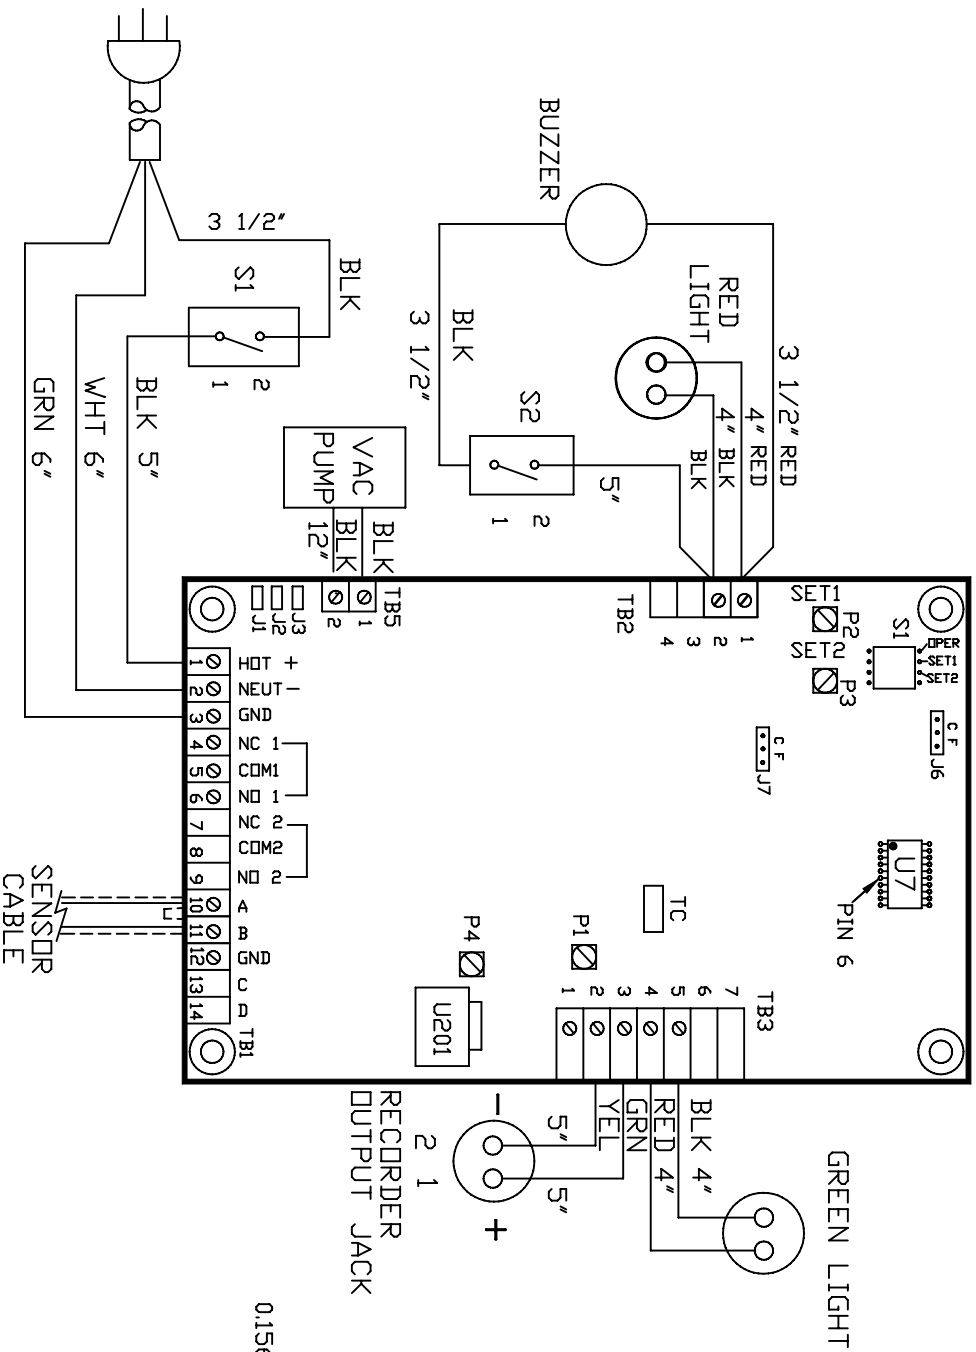 BUZZER
3 1/2"
BLK
S1
1
2
GRN 6"
WHT 6"
BLK 5"
RED
LIGHT
BLK
3 1/2"
S2
1
2
5"
3 1/2" RED
4" RED
4" BLK
BLK
VAC
PUMP
BLK
BLK
12"
TB5
1
2
J3
J2
J1
TB2
4
3
2
1
SET1
P2
SET2
P3
S1
OPER
SET1
SET2
C F
J6
C F
J7
U7
PIN 6
TC
P1
P4
U201
TB3
1
2
3
4
5
6
7
1 HOT +
2 NEUT -
3 GND
4 NC 1
5 COM1
6 NO 1
7 NC 2
8 COM2
9 NO 2
10 A
11 B
12 GND
13 C
14 D
TB1
SENSOR
CABLE
YEL
GRN
RED 4"
BLK 4"
5"
5"
-
+
2 1
RECORDER
OUTPUT JACK
GREEN LIGHT